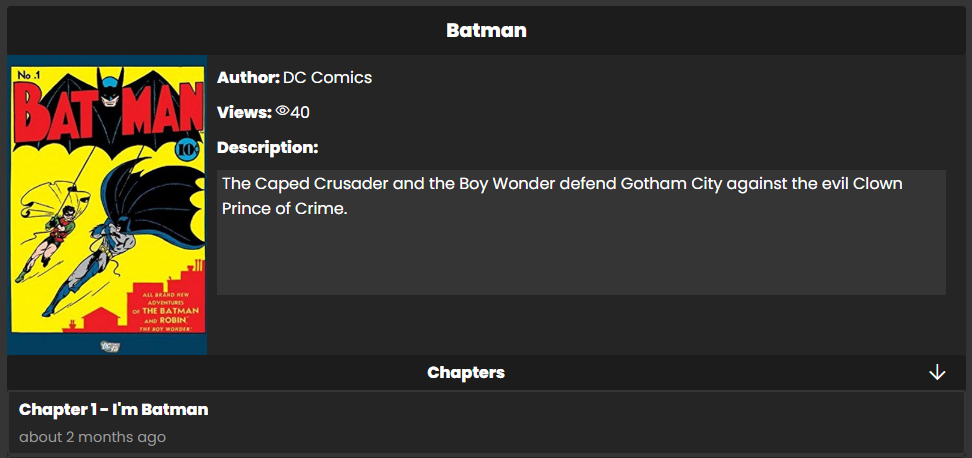 Batman
No.1
BATMAN
10¢
ALL BRAND NEW
ADVENTURES
OF THE BATMAN
AND ROBIN,
THE BOY WONDER
DC
Author: DC Comics
Views: 40
Description:
The Caped Crusader and the Boy Wonder defend Gotham City against the evil Clown
Prince of Crime.
Chapters
Chapter 1 - I'm Batman
about 2 months ago